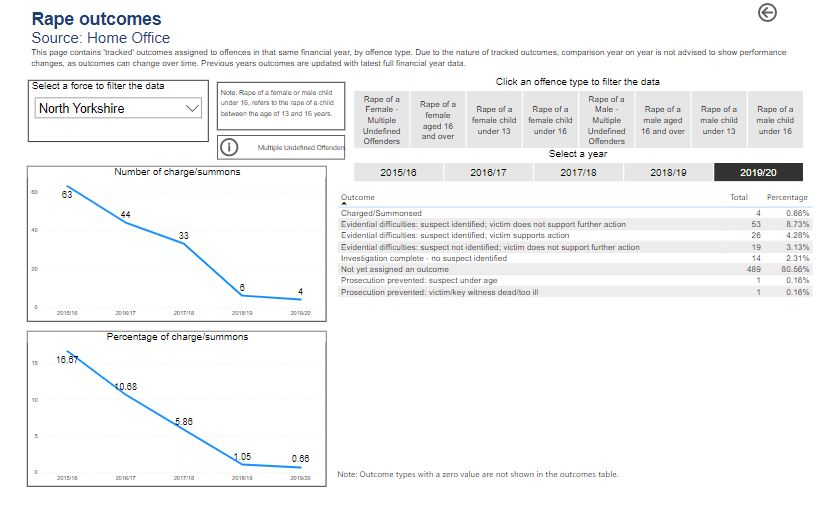 Rape outcomes
Source: Home Office
This page contains 'tracked' outcomes assigned to offences in that same financial year, by offence type. Due to the nature of tracked outcomes, comparison year on year is not advised to show performance
changes, as outcomes can change over time. Previous years outcomes are updated with latest full financial year data.
Select a force to filter the data
North Yorkshire
Note: Rape of a female or male child
under 16, refers to the rape of a child
between the age of 13 and 16 years.
Multiple Undefined Offenders
Click an offence type to filter the data
Rape of a
Female -
Multiple
Undefined
Offenders
Rape of a
female
aged 16
and over
Rape of a
female child
under 13
Rape of a
female child
under 16
Rape of a
Male -
Multiple
Undefined
Offenders
Rape of a
male aged
16 and over
Rape of a
male child
under 13
Rape of a
male child
under 16
Select a year
2015/16 2016/17 2017/18 2018/19 2019/20
Number of charge/summons
60
40
20
0
63
44
33
6
4
2015/16 2016/17 2017/18 2018/19 2019/20
Percentage of charge/summons
15
10
5
0
16.67
10.68
5.86
1.05
0.66
2015/16 2016/17 2017/18 2018/19 2019/20
Outcome Total Percentage
Charged/Summonsed 4 0.66%
Evidential difficulties: suspect identified; victim does not support further action 53 8.73%
Evidential difficulties: suspect identified; victim supports action 26 4.28%
Evidential difficulties: suspect not identified; victim does not support further action 19 3.13%
Investigation complete - no suspect identified 14 2.31%
Not yet assigned an outcome 489 80.56%
Prosecution prevented: suspect under age 1 0.16%
Prosecution prevented: victim/key witness dead/too ill 1 0.16%
Note: Outcome types with a zero value are not shown in the outcomes table.